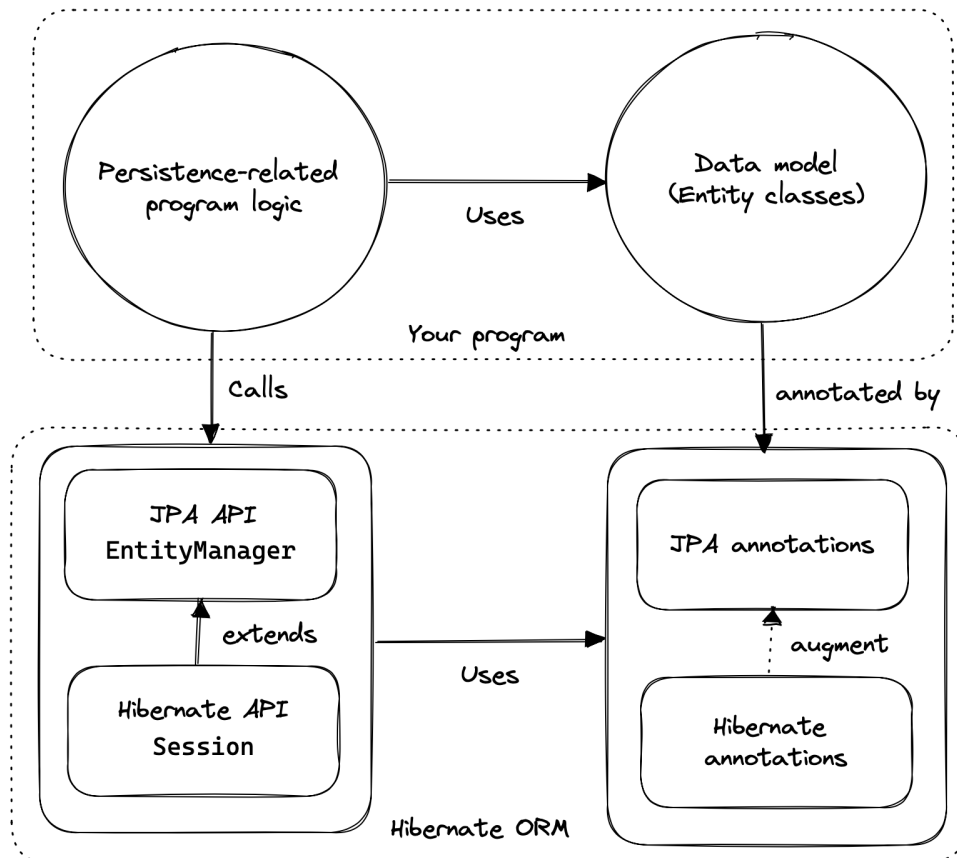 Persistence-related
program logic
Uses
Data model
(Entity classes)
Your program
Calls
annotated by
JPA API
EntityManager
extends
Hibernate API
Session
Uses
JPA annotations
augment
Hibernate
annotations
Hibernate ORM